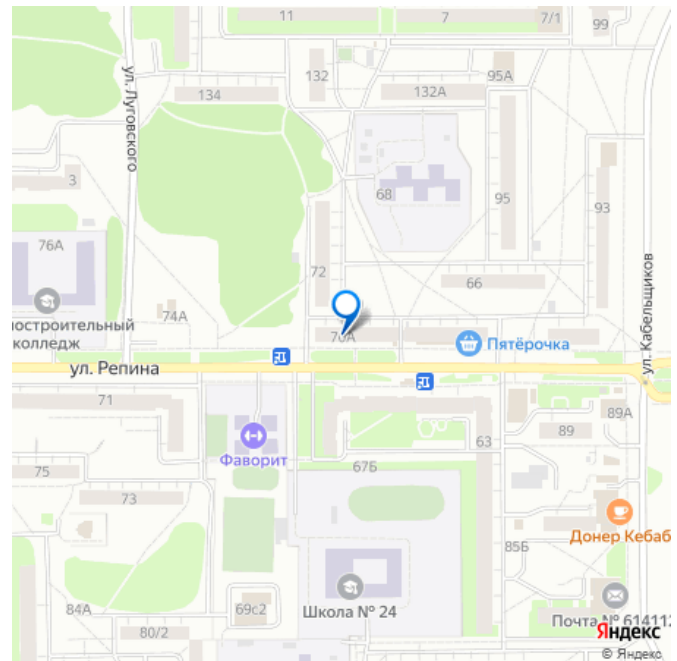 11
7
7/1
99
132
95А
134
132А
ул. Луговского
3
68
95
93
76А
72
66
ностроительный
колледж
74А
70А
Пятёрочка
ул. Кабельщиков
ул. Репина
71
63
89А
89
Фаворит
67Б
75
73
Донер Кебаб
85Б
84А
69с2
Школа № 24
Почта № 614112
80/2
Яндекс
© Яндекс